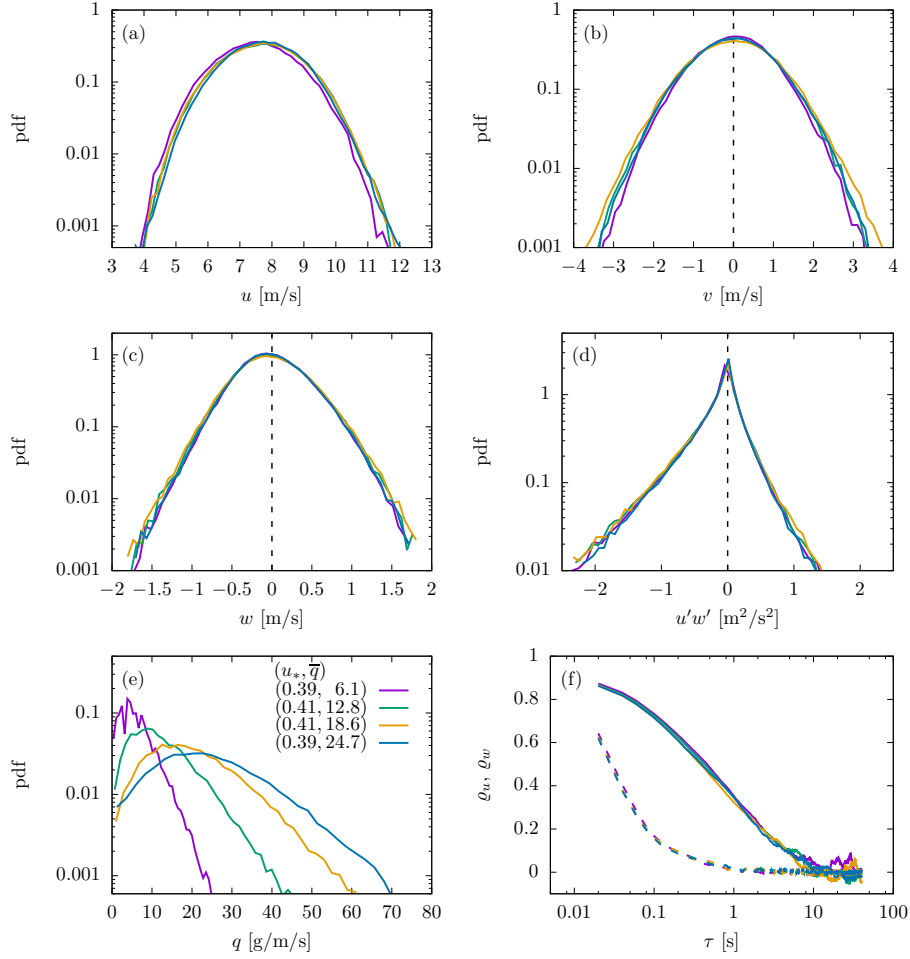 (a)
pdf
1
0.1
0.01
0.001
3 4 5 6 7 8 9 10 11 12 13
u [m/s]
(b)
pdf
1
0.1
0.01
0.001
−4 −3 −2 −1 0 1 2 3 4
v [m/s]
(c)
pdf
1
0.1
0.01
0.001
−2 −1.5 −1 −0.5 0 0.5 1 1.5 2
w [m/s]
(d)
pdf
1
0.1
0.01
−2 −1 0 1 2
u′w′ [m²/s²]
(e)
pdf
0.1
0.01
0.001
(u*, q̅)
(0.39, 6.1)
(0.41, 12.8)
(0.41, 18.6)
(0.39, 24.7)
0 10 20 30 40 50 60 70 80
q [g/m/s]
(f)
ϱu, ϱw
1
0.8
0.6
0.4
0.2
0
0.01 0.1 1 10 100
τ [s]